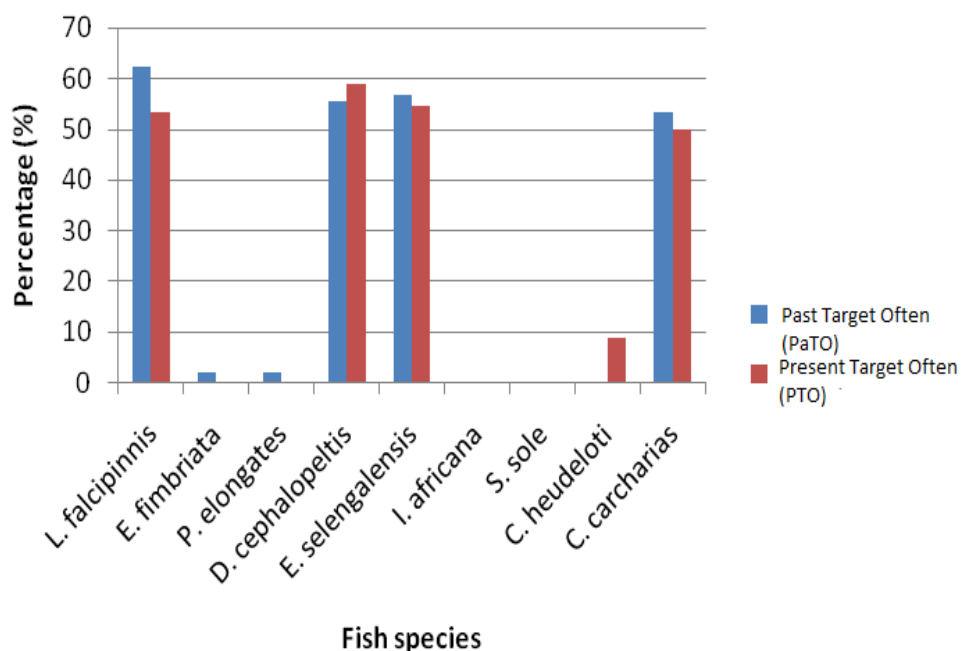 70
60
50
40
30
20
10
0
Percentage (%)
L. falcipinnis
E. fimbriata
P. elongates
D. cephalopeltis
E. selengalensis
I. africana
S. sole
C. heudeloti
C. carcharias
Fish species
Past Target Often
(PaTO)
Present Target Often
(PTO)